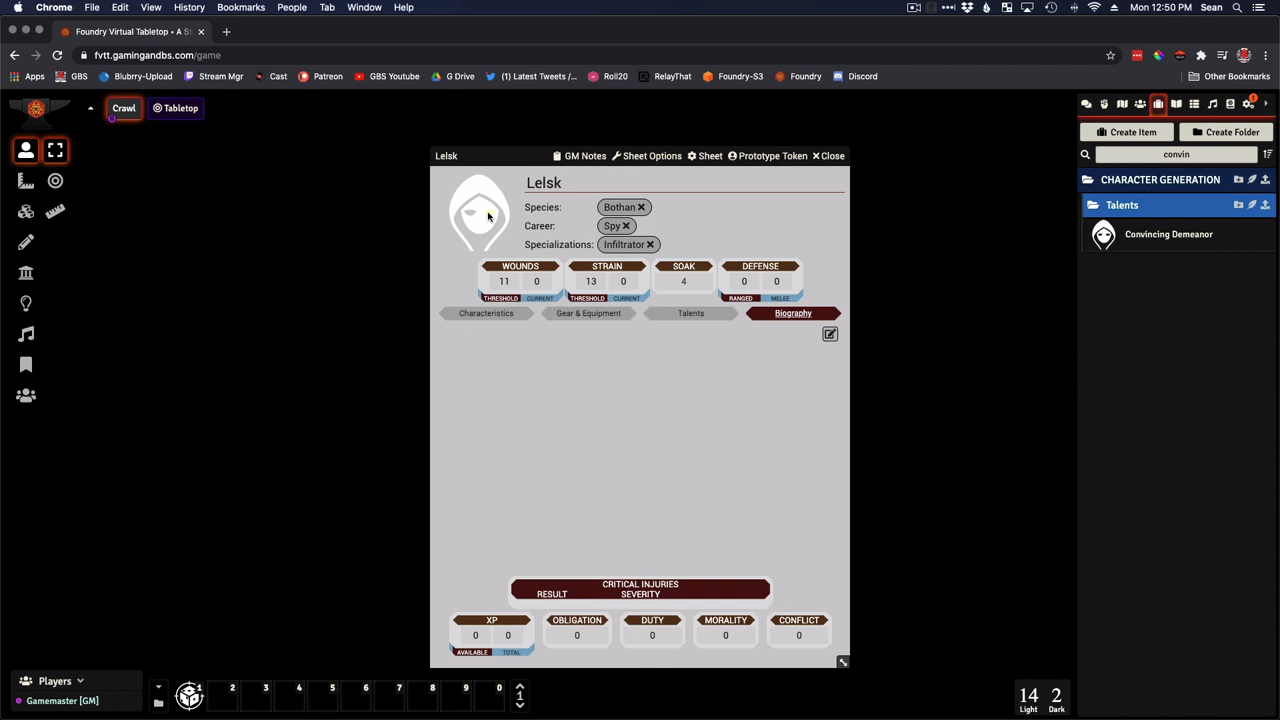 Chrome File Edit View History Bookmarks People Tab Window Help Mon 12:50 PM Sean
Foundry Virtual Tabletop • A St
fvtt.gamingandbs.com/game
Apps GBS Blubrry-Upload Stream Mgr Cast Patreon GBS Youtube G Drive (1) Latest Tweets /... Roll20 RelayThat Foundry-S3 Foundry Discord Other Bookmarks
Crawl Tabletop
Create Item Create Folder
convin
CHARACTER GENERATION
Talents
Convincing Demeanor
Lelsk GM Notes Sheet Options Sheet Prototype Token Close
Lelsk
Species: Bothan
Career: Spy
Specializations: Infiltrator
WOUNDS STRAIN SOAK DEFENSE
11 0 13 0 4 0 0
THRESHOLD CURRENT THRESHOLD CURRENT RANGED MELEE
Characteristics Gear & Equipment Talents Biography
CRITICAL INJURIES
RESULT SEVERITY
XP OBLIGATION DUTY MORALITY CONFLICT
0 0 0 0 0 0
AVAILABLE TOTAL
Players
Gamemaster [GM]
1 2 3 4 5 6 7 8 9 0
1
14 2
Light Dark